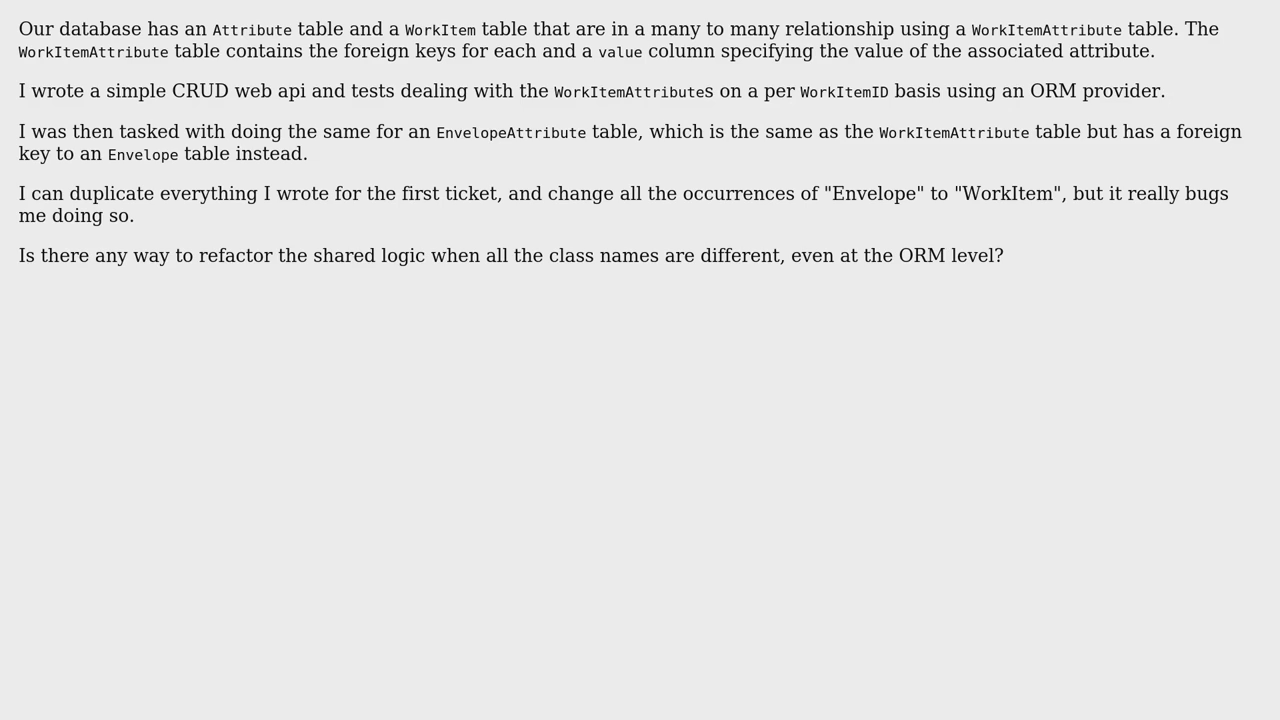 Our database has an Attribute table and a WorkItem table that are in a many to many relationship using a WorkItemAttribute table. The
WorkItemAttribute table contains the foreign keys for each and a value column specifying the value of the associated attribute.
I wrote a simple CRUD web api and tests dealing with the WorkItemAttributes on a per WorkItemID basis using an ORM provider.
I was then tasked with doing the same for an EnvelopeAttribute table, which is the same as the WorkItemAttribute table but has a foreign
key to an Envelope table instead.
I can duplicate everything I wrote for the first ticket, and change all the occurrences of "Envelope" to "WorkItem", but it really bugs
me doing so.
Is there any way to refactor the shared logic when all the class names are different, even at the ORM level?